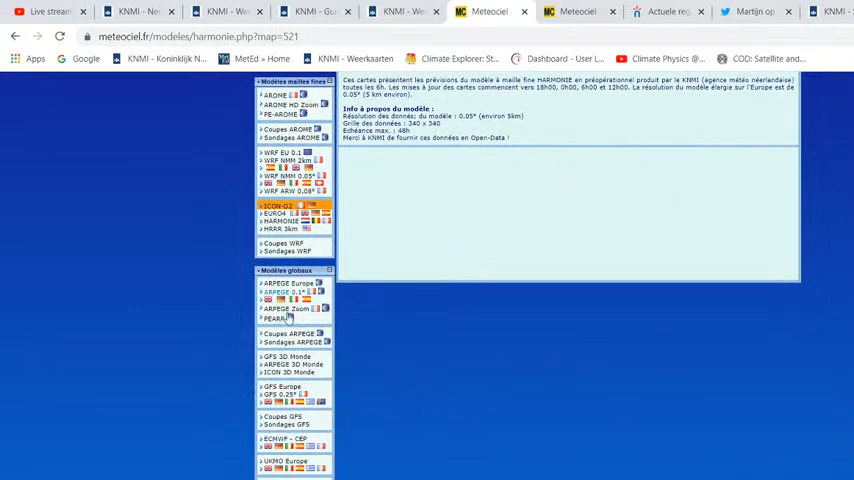 Live stream
KNMI - Ne
KNMI - We
KNMI - Gui
KNMI - We
Meteociel
Meteociel
Actuele reg
Martijn op
KNMI - S
meteociel.fr/modeles/harmonie.php?map=521
Apps
Google
KNMI - Koninklijk N...
MetEd » Home
KNMI - Weerkaarten
Climate Explorer: St...
Dashboard - User L...
Climate Physics @...
COD: Satellite and...
Modèles mailles fines
AROME
AROME HD Zoom
PE-AROME
Coupes AROME
Sondages AROME
WRF EU 0.1
WRF NMM 2km
WRF NMM 0.05°
WRF ARW 0.08°
ICON-D2
EURO4
HARMONIE
HRRR 3km
Coupes WRF
Sondages WRF
Modèles globaux
ARPEGE Europe
ARPEGE 0.1°
ARPEGE Zoom
PEARP
Coupes ARPEGE
Sondages ARPEGE
GFS 3D Monde
ARPEGE 3D Monde
ICON 3D Monde
GFS Europe
GFS 0.25°
Coupes GFS
Sondages GFS
ECMWF - CEP
UKMO Europe
Ces cartes présentent les prévisions du modèle à maille fine HARMONIE en préopérationnel produit par le KNMI (agence météo néerlandaise)
toutes les 6h. Les mises à jour des cartes commencent vers 18h00, 0h00, 6h00 et 12h00. La résolution du modèle élargie sur l'Europe est de
0.05° (5 km environ).
Info à propos du modèle :
Résolution des donnés; du modèle : 0.05° (environ 5km)
Grille des données : 340 x 340
Echéance max. : 48h
Merci à KNMI de fournir ces données en Open-Data !